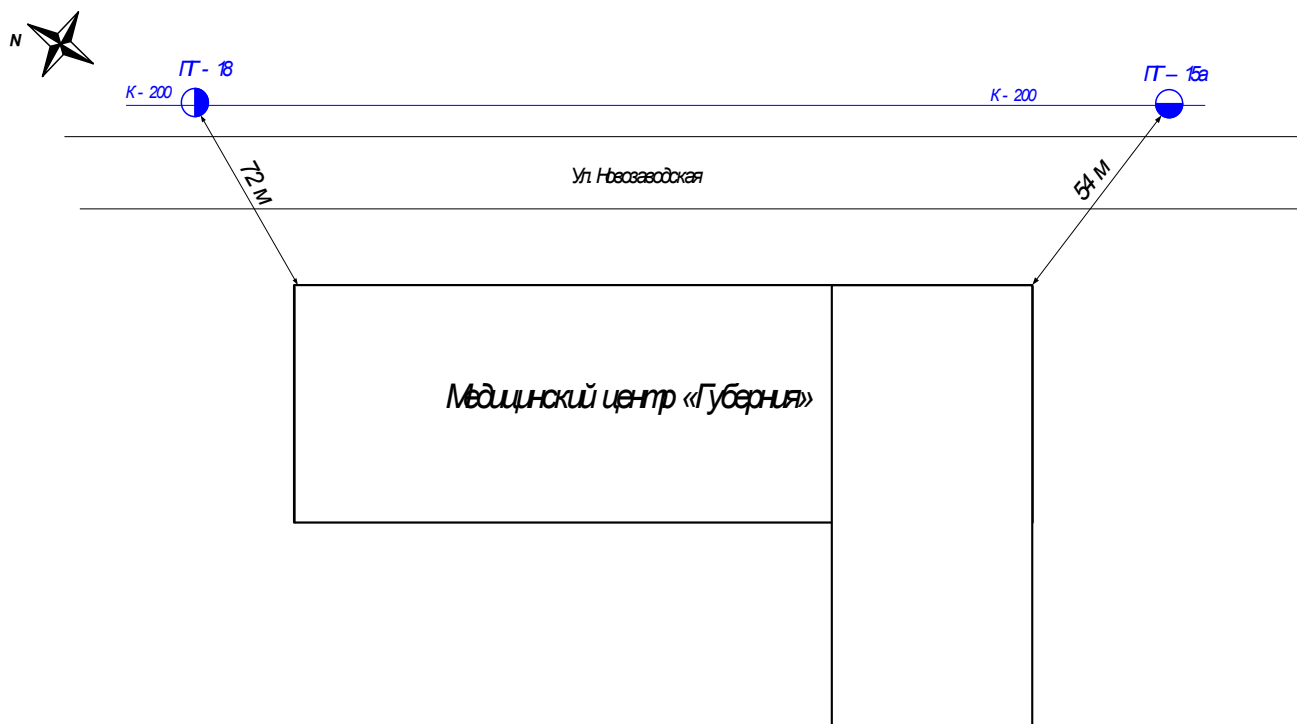 N
ПГ - 18
К - 200
К - 200
ПГ – 15а
72 м
Ул. Новозаводская
54 м
Медицинский центр «Губерния»